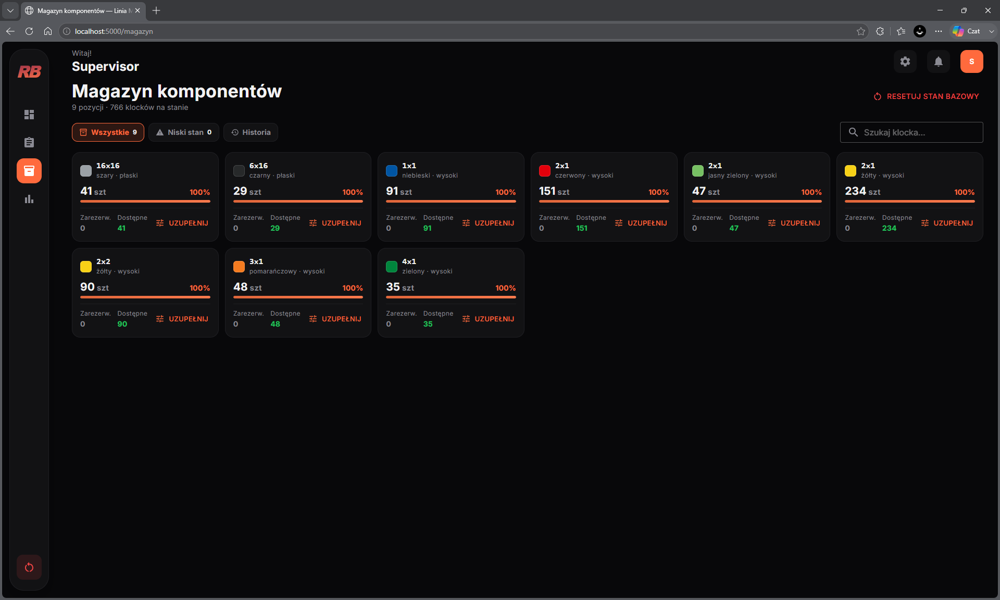 Magazyn komponentów — Linia
localhost:5000/magazyn
Czat
RB
Witaj!
Supervisor
S
Magazyn komponentów
9 pozycji · 766 klocków na stanie
RESETUJ STAN BAZOWY
Wszystkie 9
Niski stan 0
Historia
Szukaj klocka...
16x16
szary · płaski
41 szt 100%
Zarezerw. Dostępne
0 41
UZUPEŁNIJ
6x16
czarny · płaski
29 szt 100%
Zarezerw. Dostępne
0 29
UZUPEŁNIJ
1x1
niebieski · wysoki
91 szt 100%
Zarezerw. Dostępne
0 91
UZUPEŁNIJ
2x1
czerwony · wysoki
151 szt 100%
Zarezerw. Dostępne
0 151
UZUPEŁNIJ
2x1
jasny zielony · wysoki
47 szt 100%
Zarezerw. Dostępne
0 47
UZUPEŁNIJ
2x1
żółty · wysoki
234 szt 100%
Zarezerw. Dostępne
0 234
UZUPEŁNIJ
2x2
żółty · wysoki
90 szt 100%
Zarezerw. Dostępne
0 90
UZUPEŁNIJ
3x1
pomarańczowy · wysoki
48 szt 100%
Zarezerw. Dostępne
0 48
UZUPEŁNIJ
4x1
zielony · wysoki
35 szt 100%
Zarezerw. Dostępne
0 35
UZUPEŁNIJ